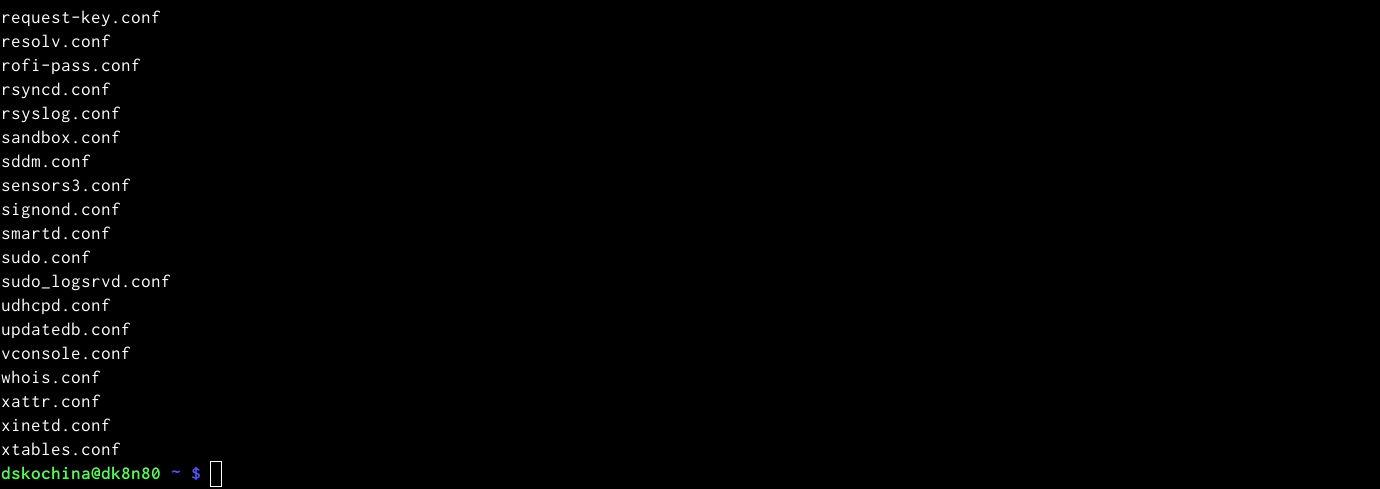 request-key.conf
resolv.conf
rofi-pass.conf
rsyncd.conf
rsyslog.conf
sandbox.conf
sddm.conf
sensors3.conf
signond.conf
smartd.conf
sudo.conf
sudo_logsrvd.conf
udhcpd.conf
updatedb.conf
vconsole.conf
whois.conf
xattr.conf
xinetd.conf
xtables.conf
dskochina@dk8n80 ~ $